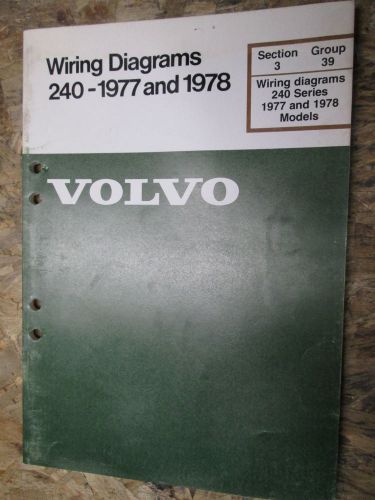 Wiring Diagrams
240-1977 and 1978
Section Group
3 39
Wiring diagrams
240 Series
1977 and 1978
Models
VOLVO